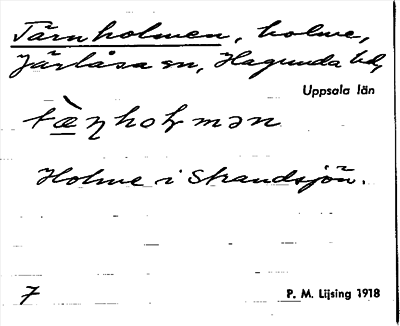 Tärnholmen, holme,
Järlåsa sn, Hagunda hd,
Uppsala län
Holme i Strandsjön.
7
P. M. Lijsing 1918